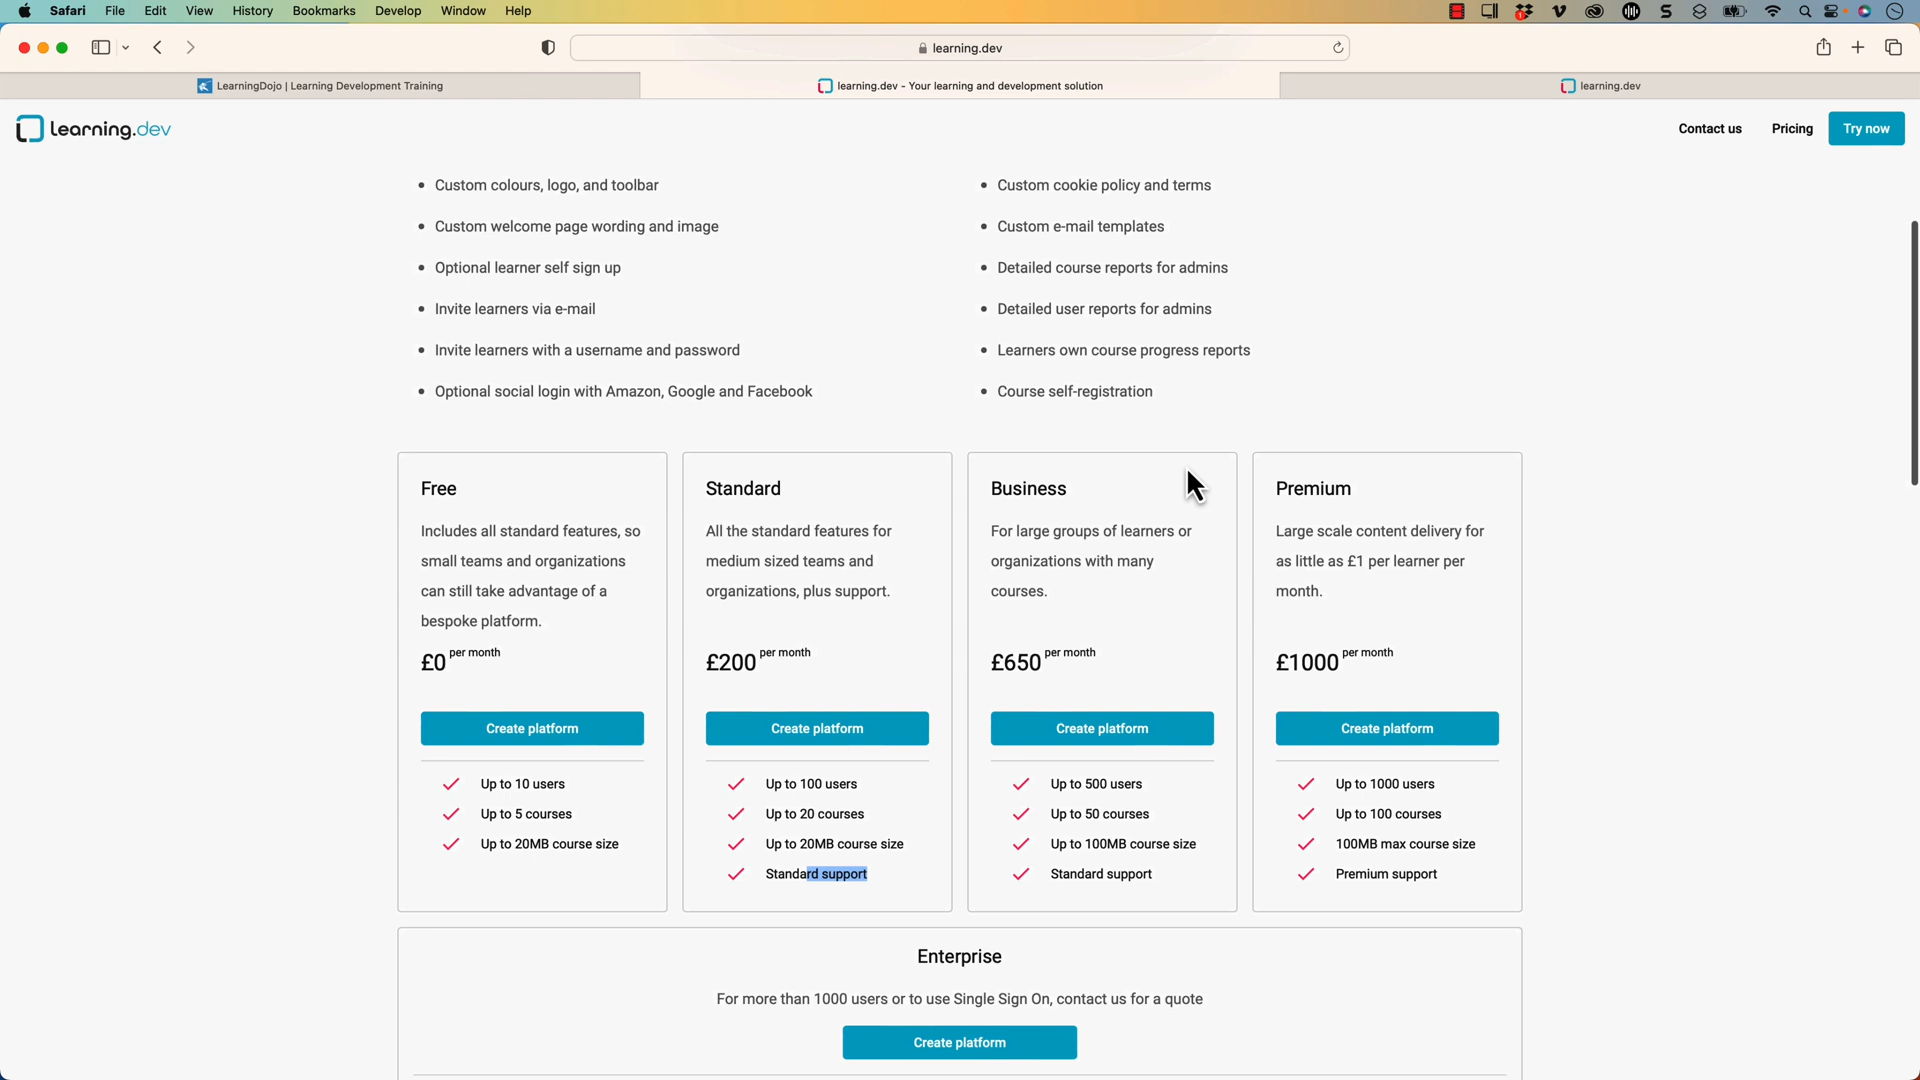 Safari File Edit View History Bookmarks Develop Window Help
learning.dev
LearningDojo | Learning Development Training
learning.dev - Your learning and development solution
learning.dev
learning.dev
Contact us
Pricing
Try now
Custom colours, logo, and toolbar
Custom welcome page wording and image
Optional learner self sign up
Invite learners via e-mail
Invite learners with a username and password
Optional social login with Amazon, Google and Facebook
Custom cookie policy and terms
Custom e-mail templates
Detailed course reports for admins
Detailed user reports for admins
Learners own course progress reports
Course self-registration
Free
Includes all standard features, so
small teams and organizations
can still take advantage of a
bespoke platform.
£0 per month
Create platform
Up to 10 users
Up to 5 courses
Up to 20MB course size
Standard
All the standard features for
medium sized teams and
organizations, plus support.
£200 per month
Create platform
Up to 100 users
Up to 20 courses
Up to 20MB course size
Standard support
Business
For large groups of learners or
organizations with many
courses.
£650 per month
Create platform
Up to 500 users
Up to 50 courses
Up to 100MB course size
Standard support
Premium
Large scale content delivery for
as little as £1 per learner per
month.
£1000 per month
Create platform
Up to 1000 users
Up to 100 courses
100MB max course size
Premium support
Enterprise
For more than 1000 users or to use Single Sign On, contact us for a quote
Create platform